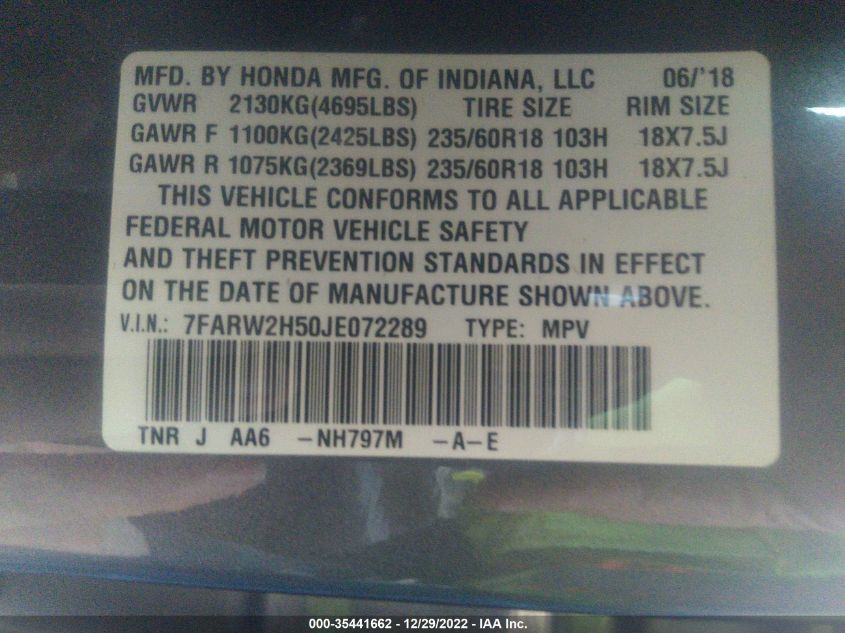 MFD. BY HONDA MFG. OF INDIANA, LLC 06/'18
GVWR 2130KG(4695LBS) TIRE SIZE RIM SIZE
GAWR F 1100KG(2425LBS) 235/60R18 103H 18X7.5J
GAWR R 1075KG(2369LBS) 235/60R18 103H 18X7.5J
THIS VEHICLE CONFORMS TO ALL APPLICABLE
FEDERAL MOTOR VEHICLE SAFETY
AND THEFT PREVENTION STANDARDS IN EFFECT
ON THE DATE OF MANUFACTURE SHOWN ABOVE.
V.I.N.: 7FARW2H50JE072289 TYPE: MPV
TNR J AA6 -NH797M -A-E
000-35441662 - 12/29/2022 - IAA Inc.